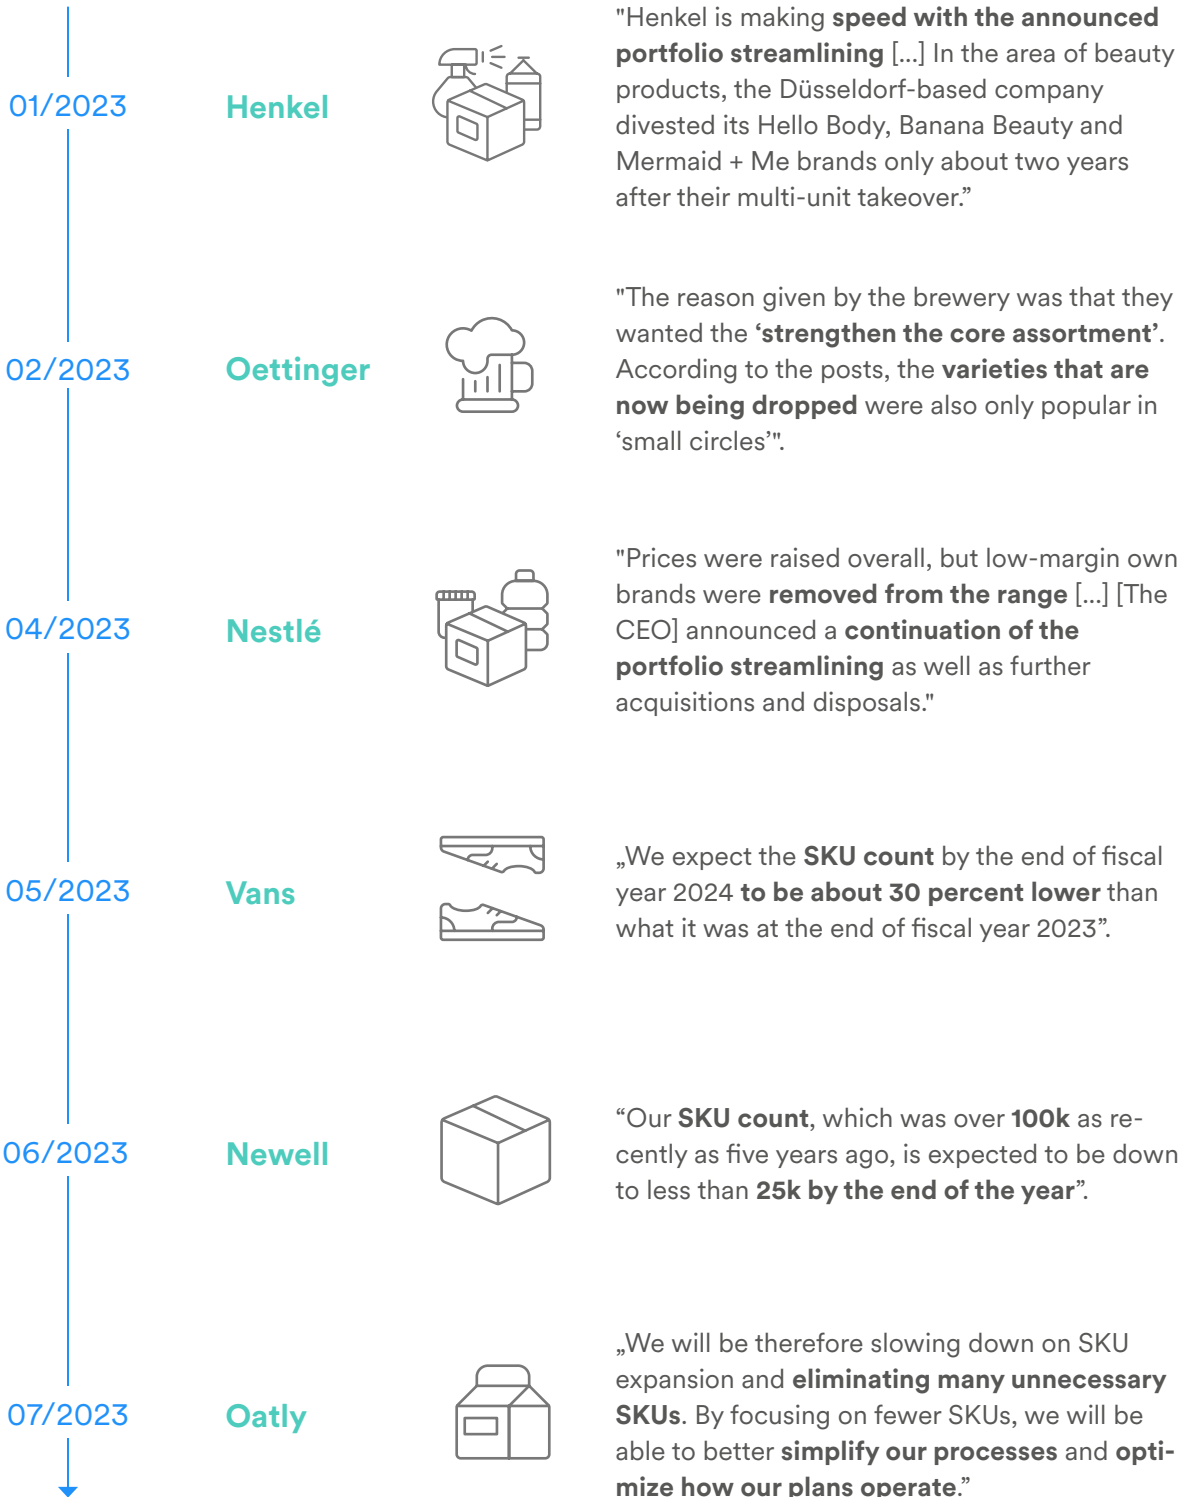 01/2023
Henkel
"Henkel is making speed with the announced
portfolio streamlining [...] In the area of beauty
products, the Düsseldorf-based company
divested its Hello Body, Banana Beauty and
Mermaid + Me brands only about two years
after their multi-unit takeover.”
02/2023
Oettinger
"The reason given by the brewery was that they
wanted the ‘strengthen the core assortment’.
According to the posts, the varieties that are
now being dropped were also only popular in
‘small circles’".
04/2023
Nestlé
"Prices were raised overall, but low-margin own
brands were removed from the range [...] [The
CEO] announced a continuation of the
portfolio streamlining as well as further
acquisitions and disposals."
05/2023
Vans
„We expect the SKU count by the end of fiscal
year 2024 to be about 30 percent lower than
what it was at the end of fiscal year 2023”.
06/2023
Newell
“Our SKU count, which was over 100k as re-
cently as five years ago, is expected to be down
to less than 25k by the end of the year”.
07/2023
Oatly
„We will be therefore slowing down on SKU
expansion and eliminating many unnecessary
SKUs. By focusing on fewer SKUs, we will be
able to better simplify our processes and opti-
mize how our plans operate.”